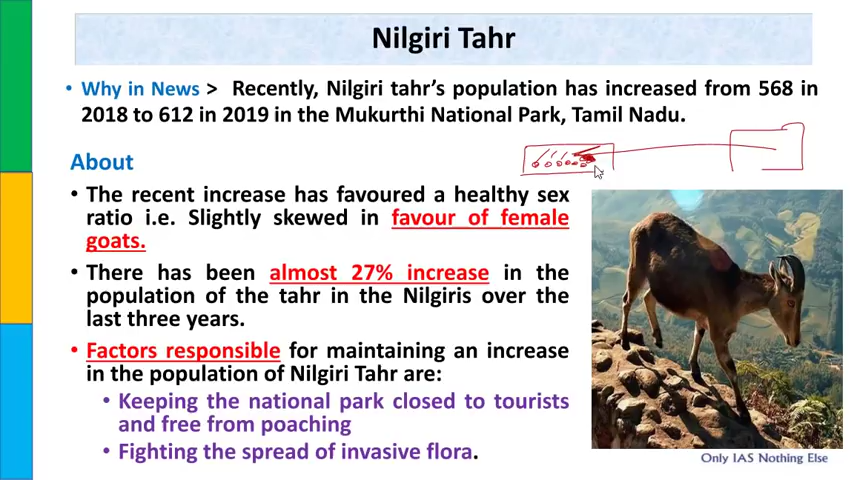 Nilgiri Tahr
• Why in News > Recently, Nilgiri tahr's population has increased from 568 in
2018 to 612 in 2019 in the Mukurthi National Park, Tamil Nadu.
About
• The recent increase has favoured a healthy sex
ratio i.e. Slightly skewed in favour of female
goats.
• There has been almost 27% increase in the
population of the tahr in the Nilgiris over the
last three years.
• Factors responsible for maintaining an increase
in the population of Nilgiri Tahr are:
• Keeping the national park closed to tourists
and free from poaching
• Fighting the spread of invasive flora.
Only IAS Nothing Else